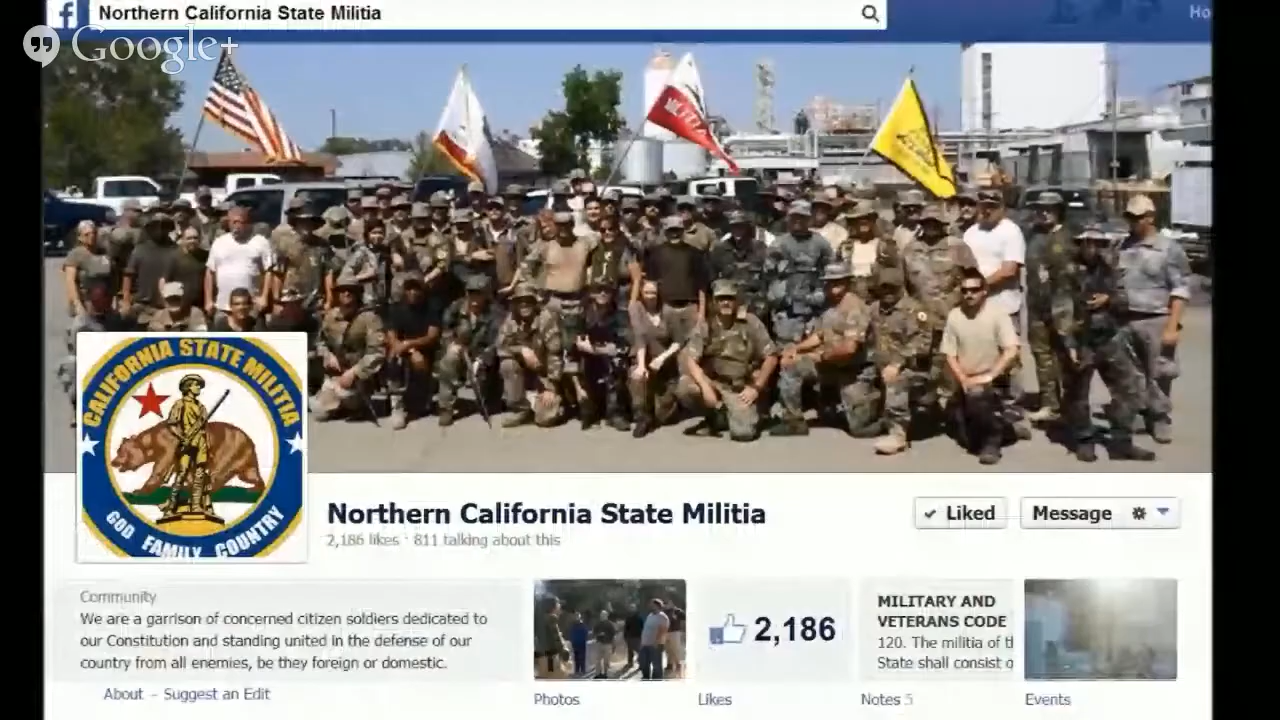 Northern California State Militia
Ho
Google+
MILITIA
CALIFORNIA STATE MILITIA
GOD FAMILY COUNTRY
Northern California State Militia
Liked
Message
2,186 likes · 811 talking about this
Community
We are a garrison of concerned citizen soldiers dedicated to
our Constitution and standing united in the defense of our
country from all enemies, be they foreign or domestic.
About – Suggest an Edit
2,186
MILITARY AND
VETERANS CODE
120. The militia of th
State shall consist o
Photos
Likes
Notes 5
Events